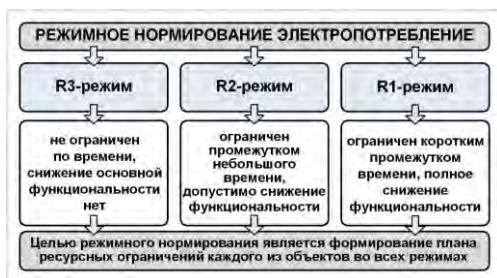 РЕЖИМНОЕ НОРМИРОВАНИЕ ЭЛЕКТРОПОТРЕБЛЕНИЕ
R3-режим
не ограничен
по времени,
снижение основной
функциональности
нет
R2-режим
ограничен
промежутком
небольшого
времени,
допустимо снижение
функциональности
R1-режим
ограничен коротким
промежутком
времени, полное
снижение
функциональности
Целью режимного нормирования является формирование плана
ресурсных ограничений каждого из объектов во всех режимах